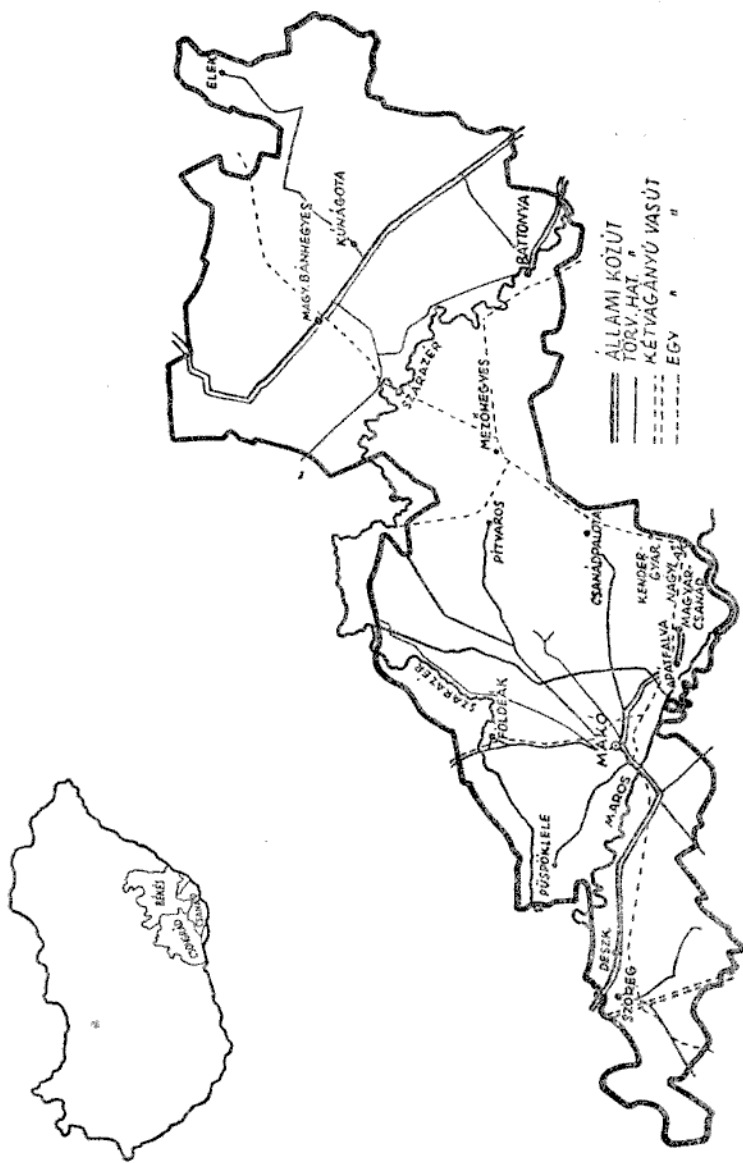 BÉKÉS
CSONGRÁD
CSANÁD
ELEK
MAGY. BÁNHEGYES
KUNÁGOTA
BATTONYA
SZÁRAZÉR
MEZŐHEGYES
PITVAROS
CSANÁDPALOTA
KENDER-
GYÁR
NAGYL.
MAGYAR-
CSANÁD
APÁTFALVA
SZÁRAZÉR
FÖLDEÁK
MAKÓ
MAROS
PÜSPÖKLELE
DESZK
SZŐREG
ÁLLAMI KÖZÚT
TÖRV. HAT. "
KÉTVÁGÁNYÚ VASÚT
EGY " "